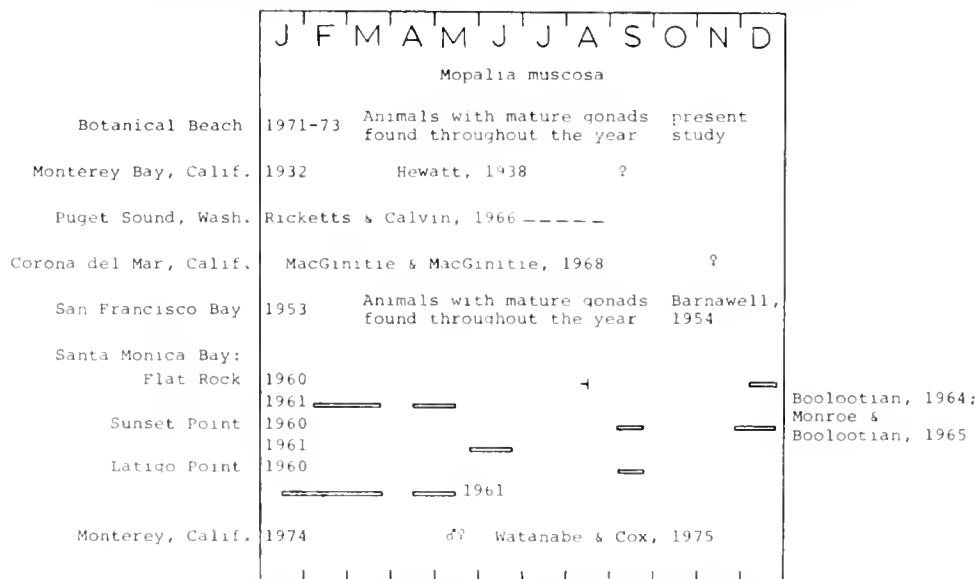 J F M A M J J A S O N D
Mopalia muscosa
Botanical Beach 1971-73 Animals with mature gonads present
found throughout the year study
Monterey Bay, Calif. 1932 Hewatt, 1938 ?
Puget Sound, Wash. Ricketts & Calvin, 1966 -----
Corona del Mar, Calif. MacGinitie & MacGinitie, 1968 ♀
San Francisco Bay 1953 Animals with mature gonads Barnawell,
found throughout the year 1954
Santa Monica Bay:
Flat Rock 1960
1961 Boolootian, 1964;
Sunset Point 1960 Monroe &
1961 Boolootian, 1965
Latigo Point 1960
1961
Monterey, Calif. 1974 ♂♀ Watanabe & Cox, 1975